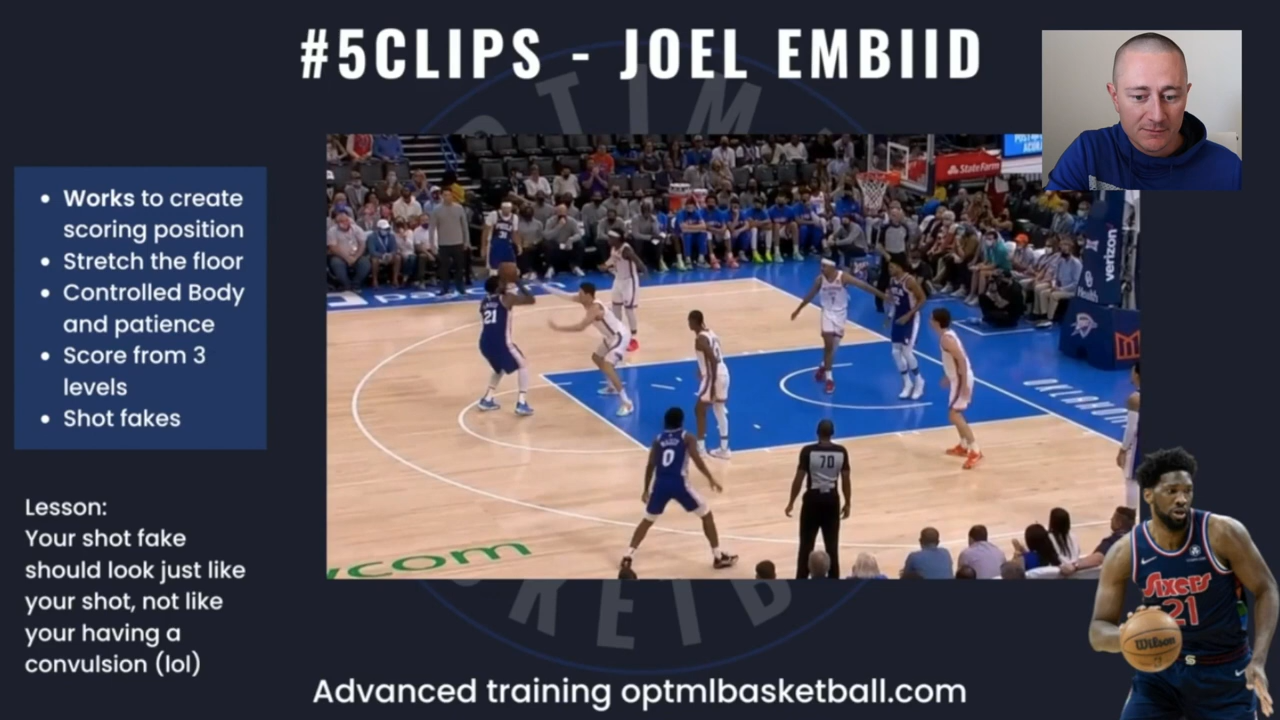 #5CLIPS - JOEL EMBIID
Works to create
scoring position
Stretch the floor
Controlled Body
and patience
Score from 3
levels
Shot fakes
Lesson:
Your shot fake
should look just like
your shot, not like
your having a
convulsion (lol)
State Farm
verizon
21
0
70
OKLAHOM
com
SIXERS
21
Wilson
Advanced training optmlbasketball.com